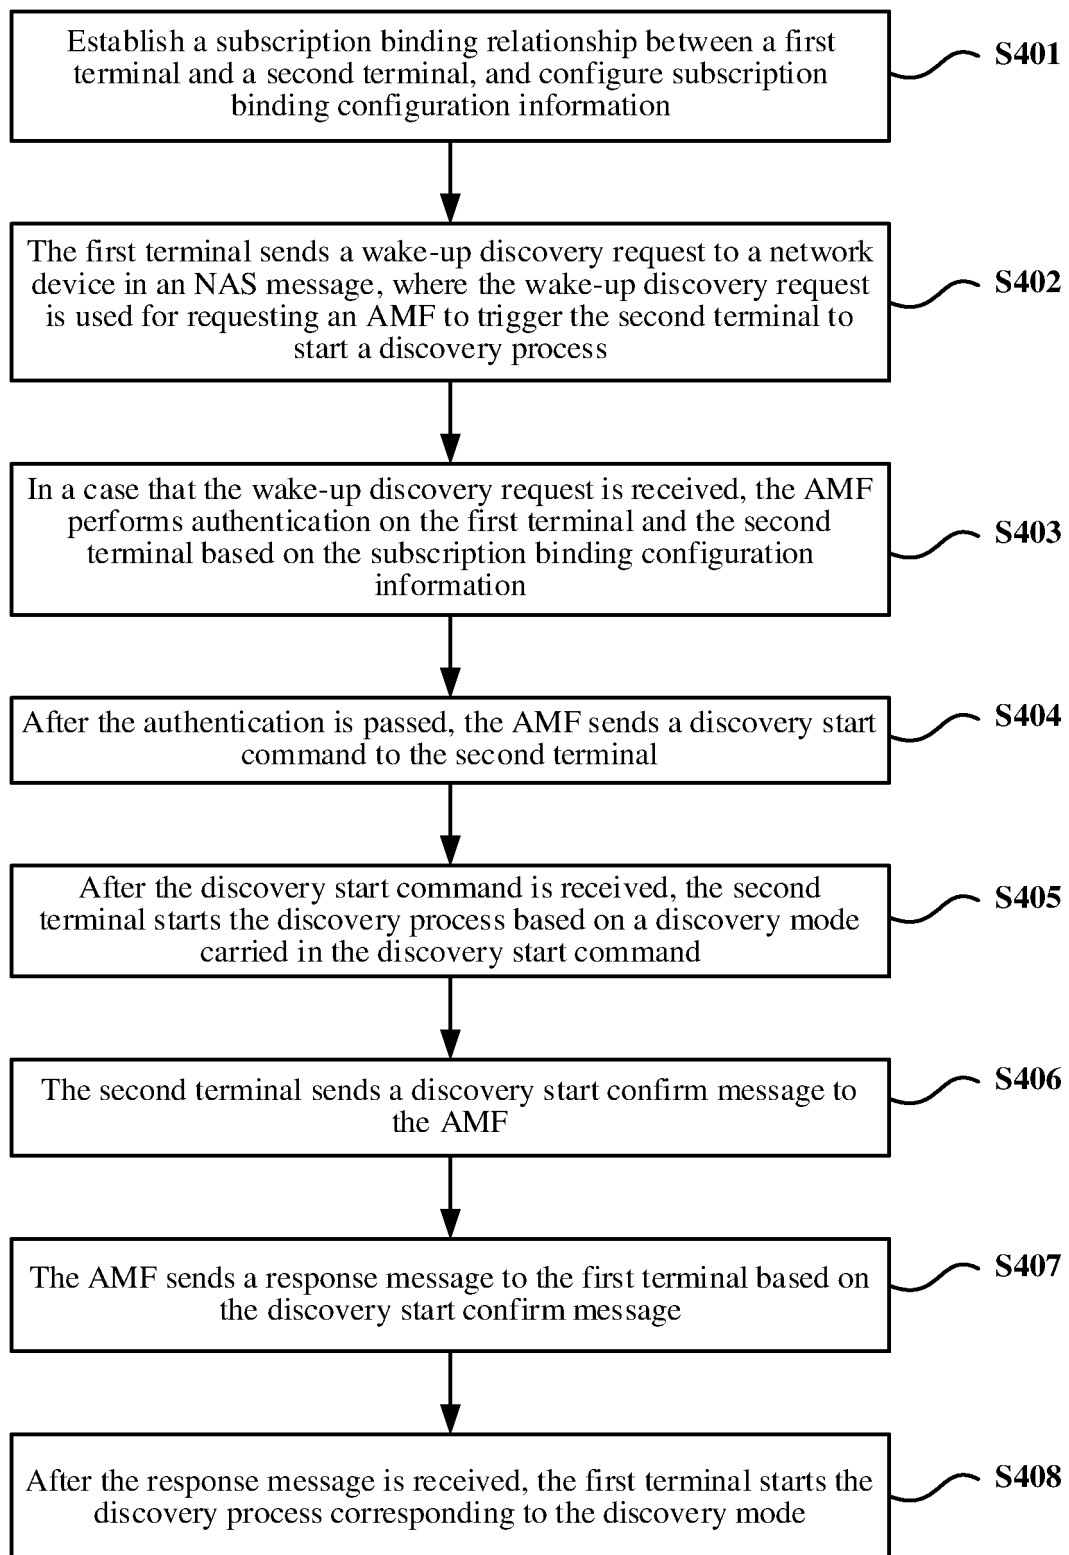 Establish a subscription binding relationship between a first
terminal and a second terminal, and configure subscription
binding configuration information
S401
The first terminal sends a wake-up discovery request to a network
device in an NAS message, where the wake-up discovery request
is used for requesting an AMF to trigger the second terminal to
start a discovery process
S402
In a case that the wake-up discovery request is received, the AMF
performs authentication on the first terminal and the second
terminal based on the subscription binding configuration
information
S403
After the authentication is passed, the AMF sends a discovery start
command to the second terminal
S404
After the discovery start command is received, the second
terminal starts the discovery process based on a discovery mode
carried in the discovery start command
S405
The second terminal sends a discovery start confirm message to
the AMF
S406
The AMF sends a response message to the first terminal based on
the discovery start confirm message
S407
After the response message is received, the first terminal starts the
discovery process corresponding to the discovery mode
S408